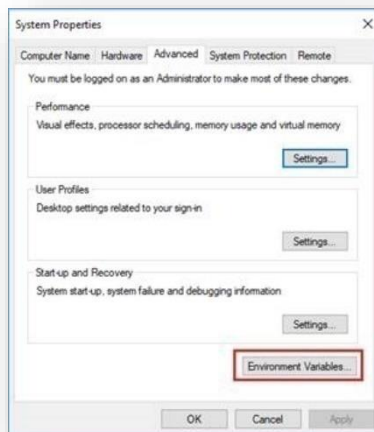 System Properties
Computer Name Hardware Advanced System Protection Remote
You must be logged on as an Administrator to make most of these changes.
Performance
Visual effects, processor scheduling, memory usage and virtual memory
Settings...
User Profiles
Desktop settings related to your sign-in
Settings...
Start-up and Recovery
System start-up, system failure and debugging information
Settings...
Environment Variables...
OK Cancel Apply